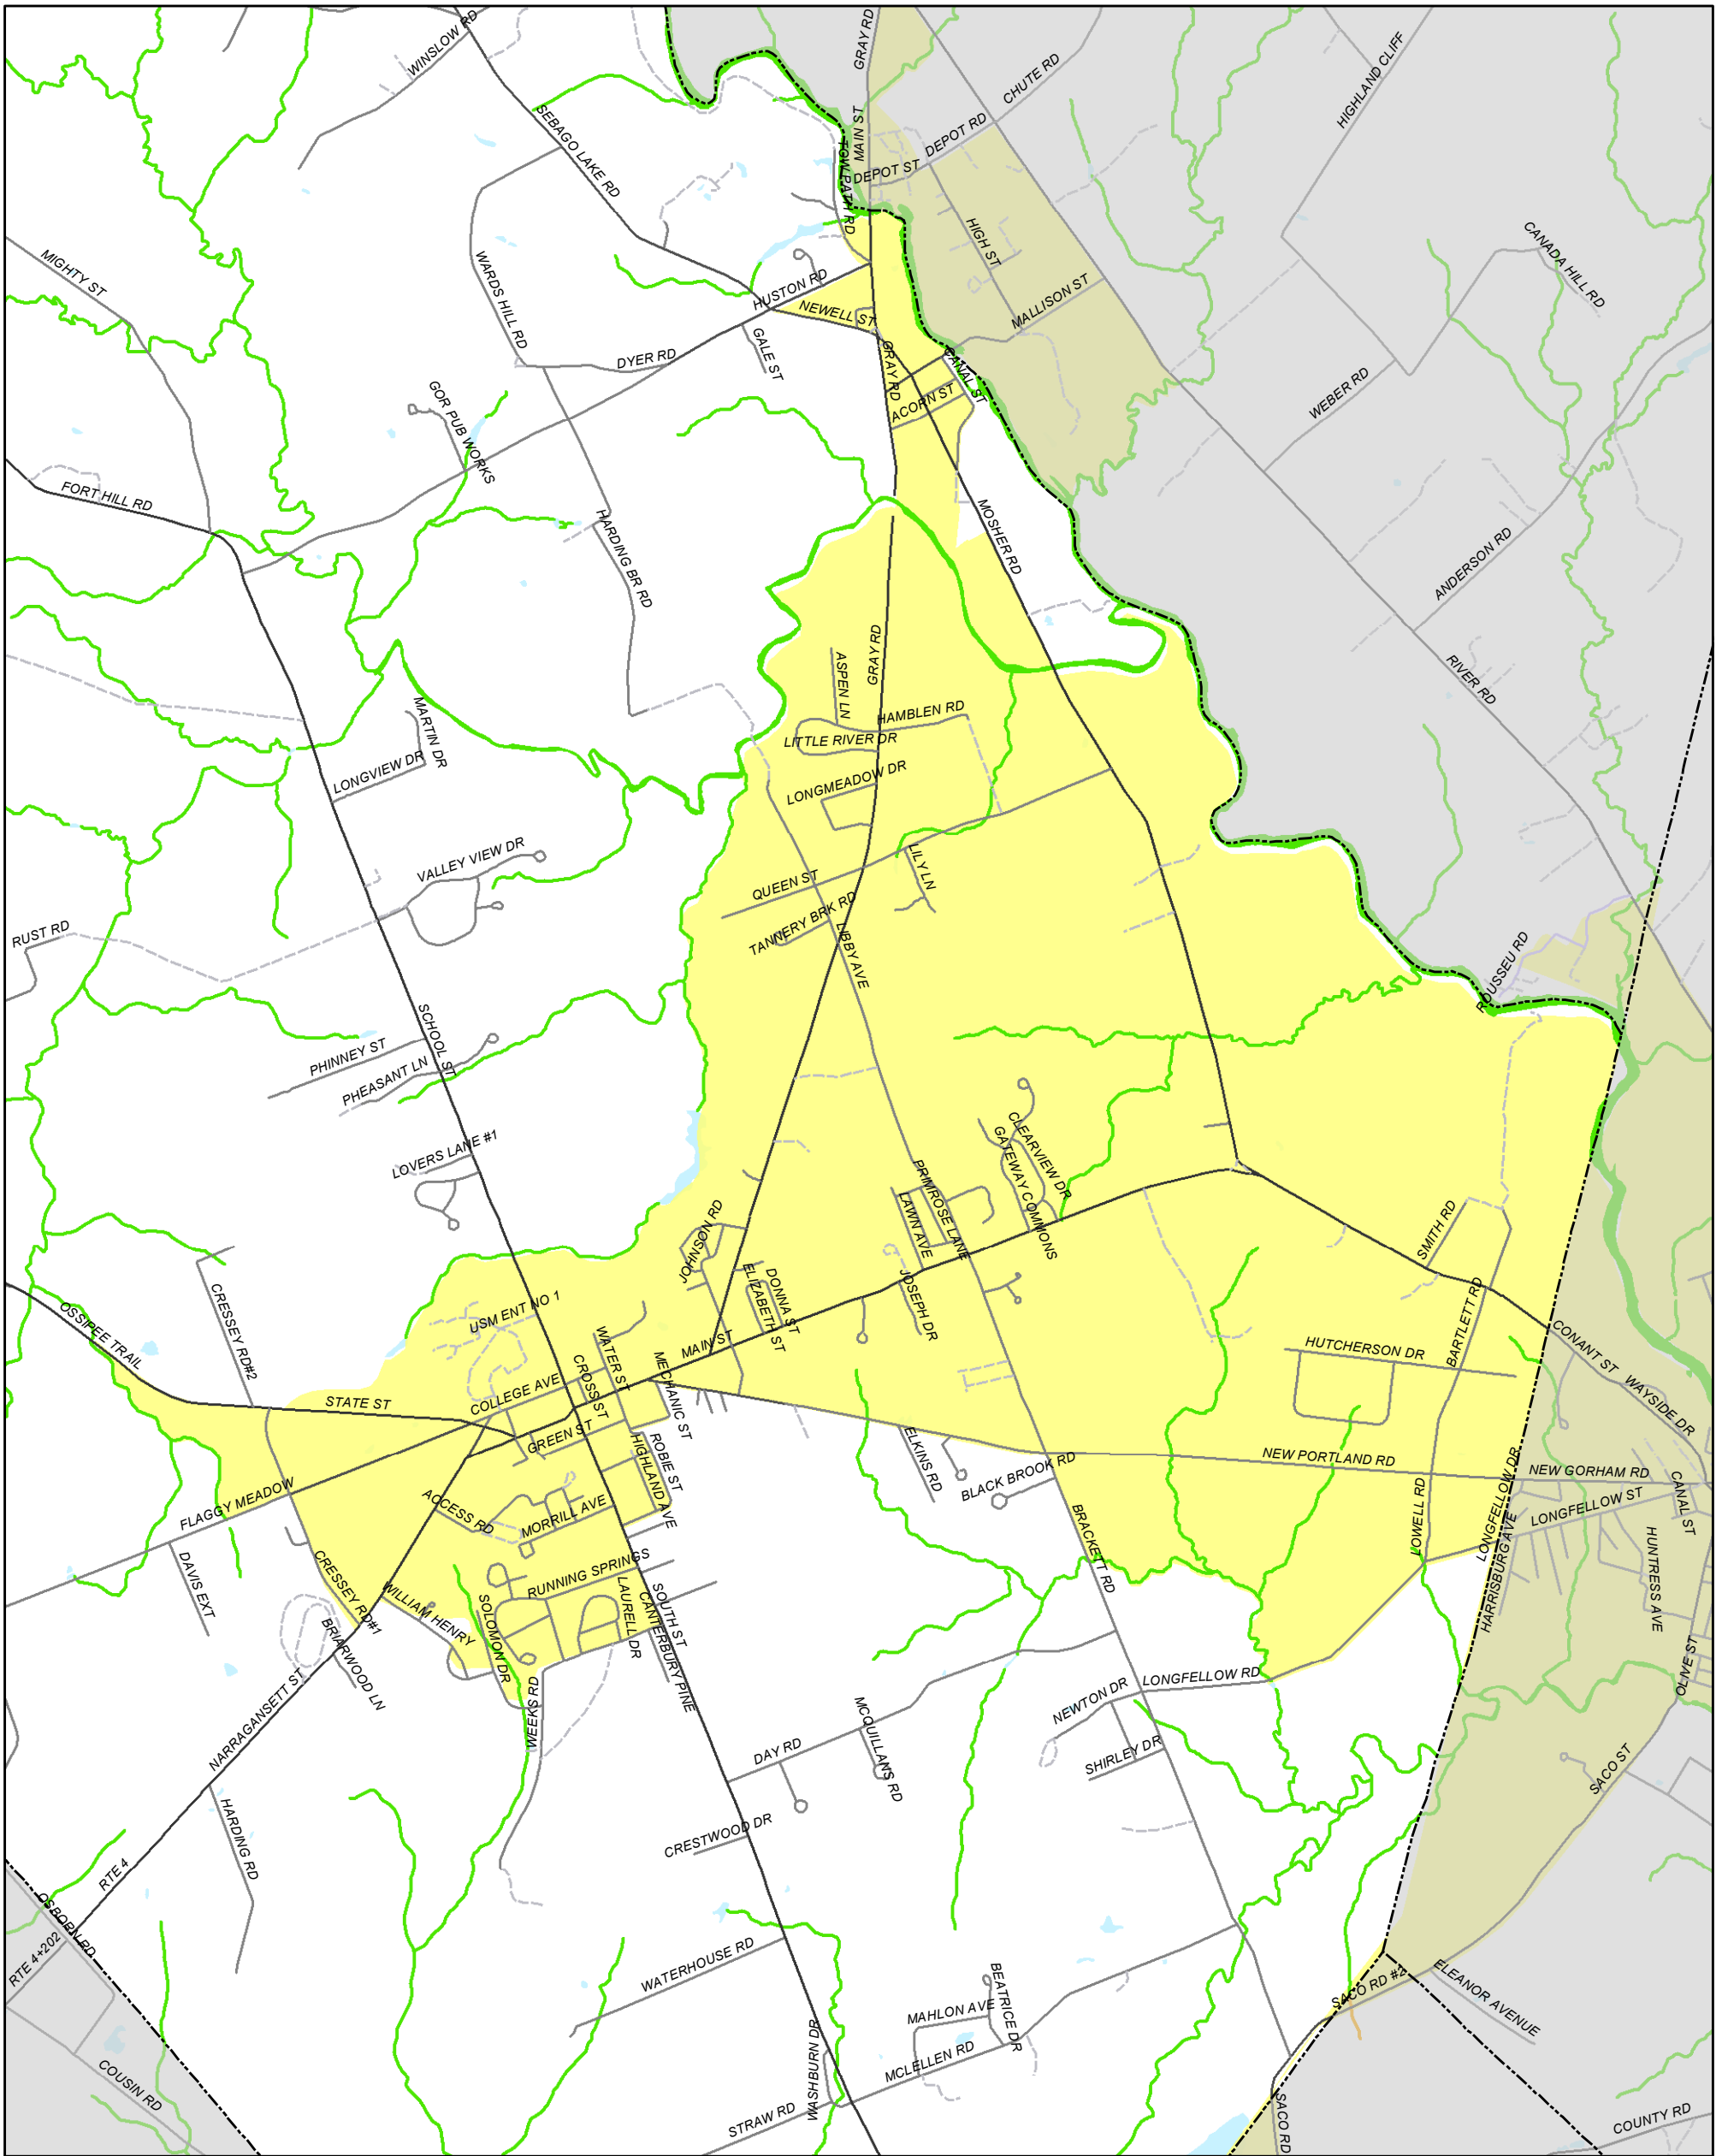 WINSLOW RD
SEBAGO LAKE RD
GRAY RD
MAIN ST
TOWPATH RD
CHUTE RD
DEPOT RD
DEPOT ST
HIGHLAND CLIFF
HIGH ST
MALLISON ST
CANADA HILL RD
MIGHTY ST
WARDS HILL RD
HUSTON RD
NEWELL ST
GALE ST
DYER RD
GRAY RD
CANAL ST
ACORN ST
WEBER RD
GOR PUB WORKS
FORT HILL RD
HARDING BR RD
MOSHER RD
ANDERSON RD
RIVER RD
ASPEN LN
GRAY RD
HAMBLEN RD
LITTLE RIVER DR
LONGMEADOW DR
MARTIN DR
LONGVIEW DR
VALLEY VIEW DR
QUEEN ST
LILY LN
TANNERY BRK RD
LIBBY AVE
RUST RD
ROUSSEU RD
SCHOOL ST
PHINNEY ST
PHEASANT LN
LOVERS LANE #1
CLEARVIEW DR
GATEWAY COMMONS
PRIMROSE LANE
LAWN AVE
JOHNSON RD
SMITH RD
DONNA ST
ELIZABETH ST
JOSEPH DR
CRESSEY RD#2
OSSIPEE TRAIL
USM ENT NO 1
WATER ST
MAIN ST
BARTLETT RD
HUTCHERSON DR
CONANT ST
WAYSIDE DR
STATE ST
COLLEGE AVE
CROSS ST
MECHANIC ST
GREEN ST
ROBIE ST
HIGHLAND AVE
ELKINS RD
NEW PORTLAND RD
NEW GORHAM RD
LONGFELLOW DR
CANAL ST
FLAGGY MEADOW
BLACK BROOK RD
ACCESS RD
MORRILL AVE
BRACKETT RD
LOWELL RD
LONGFELLOW ST
HARRISBURG AVE
HUNTRESS AVE
DAVIS EXT
CRESSEY RD#1
WILLIAM HENRY
RUNNING SPRINGS
SOLOMON DR
LAURELL DR
SOUTH ST
CANTERBURY PINE
BRIARWOOD LN
OLIVE ST
NARRAGANSETT ST
WEEKS RD
LONGFELLOW RD
NEWTON DR
DAY RD
MCQUILLANS RD
SHIRLEY DR
SACO ST
HARDING RD
CRESTWOOD DR
RTE 4
OSBORN RD
RTE 4+202
WATERHOUSE RD
BEATRICE DR
MAHLON AVE
SACO RD #2
ELEANOR AVENUE
COUSIN RD
WASHBURN DR
MCLELLEN RD
STRAW RD
SACO RD
COUNTY RD